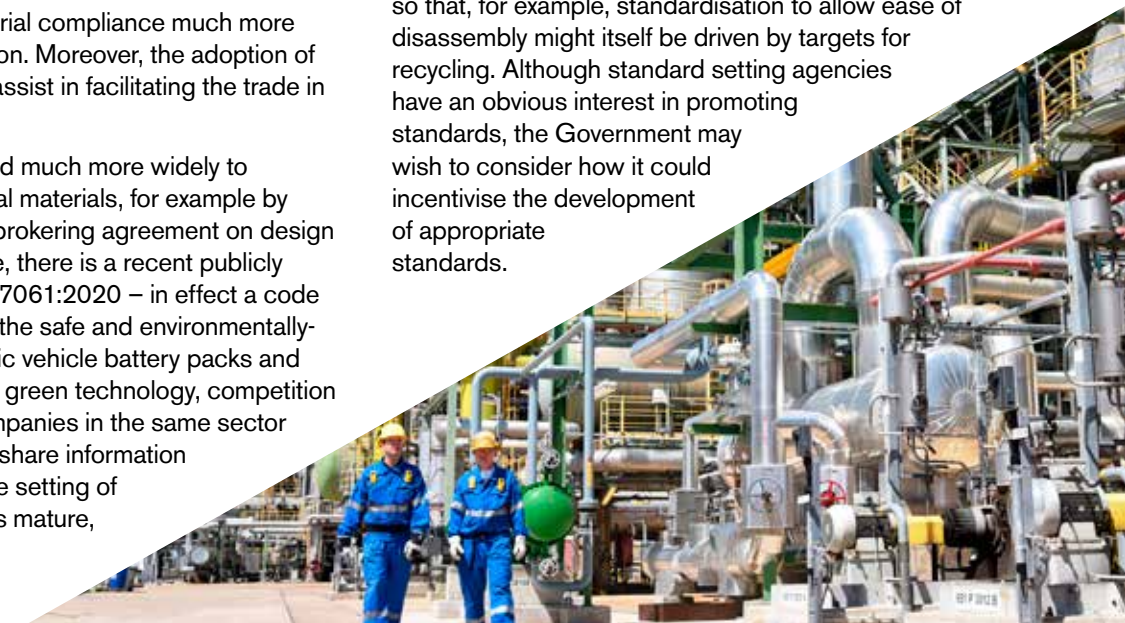 rial compliance much more
on. Moreover, the adoption of
assist in facilitating the trade in
d much more widely to
al materials, for example by
brokering agreement on design
e, there is a recent publicly
7061:2020 – in effect a code
the safe and environmentally-
ic vehicle battery packs and
green technology, competition
mpanies in the same sector
share information
e setting of
s mature,
so that, for example, standardisation to allow ease of
disassembly might itself be driven by targets for
recycling. Although standard setting agencies
have an obvious interest in promoting
standards, the Government may
wish to consider how it could
incentivise the development
of appropriate
standards.